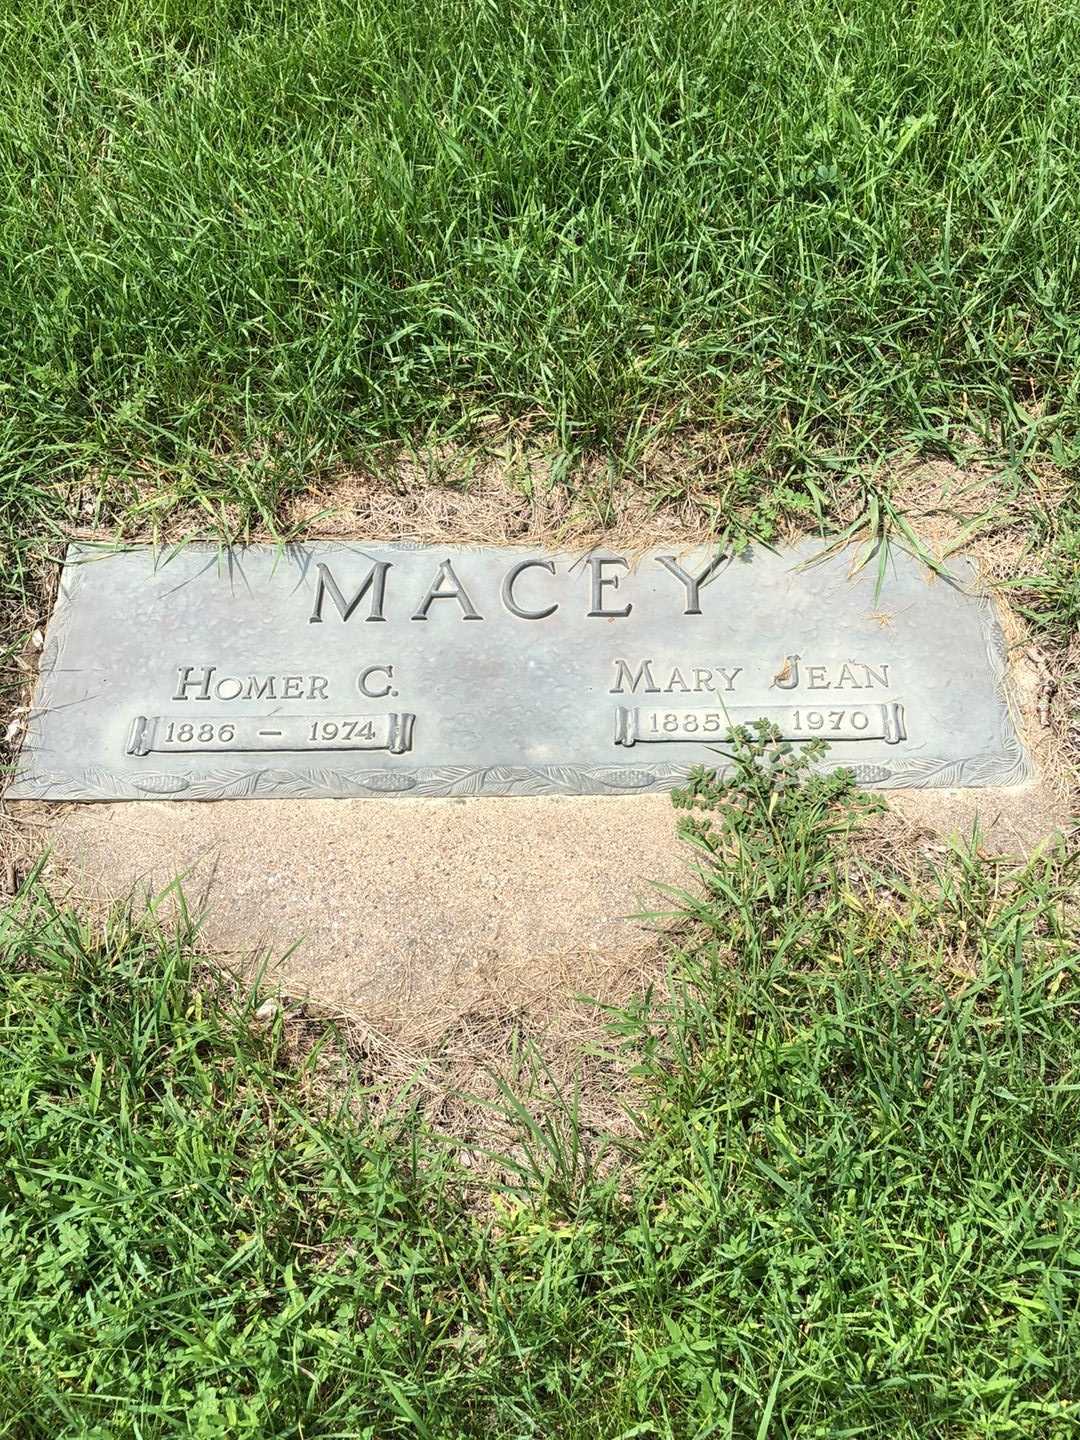 MACEY
HOMER C.
1886 – 1974
MARY JEAN
1885 – 1970